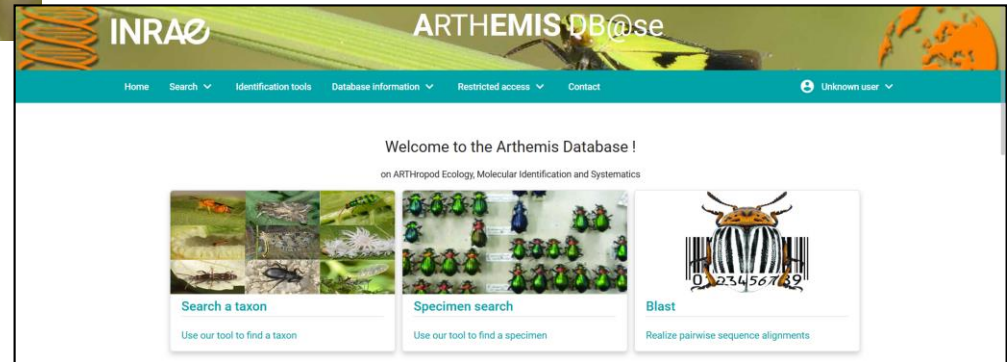 INRAE
ARTHEMIS DB@se
Home Search Identification tools Database information Restricted access Contact Unknown user
Welcome to the Arthemis Database !
on ARTHropod Ecology, Molecular Identification and Systematics
0 23456789
Search a taxon Specimen search Blast
Use our tool to find a taxon Use our tool to find a specimen Realize pairwise sequence alignments